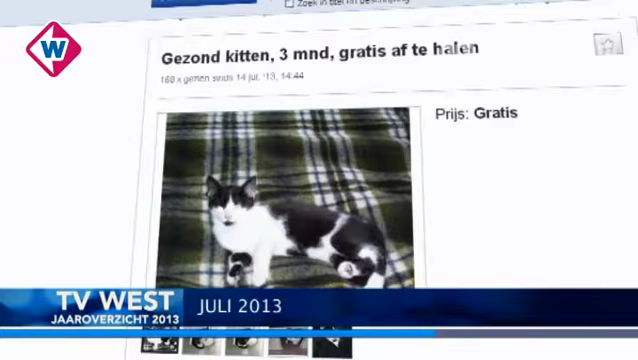 Zoek in titel en beschrijving
W
Gezond kitten, 3 mnd, gratis af te halen
168 x gezien sinds 14 jul. '13, 14:44
Prijs: Gratis
TV WEST
JULI 2013
JAAROVERZICHT 2013